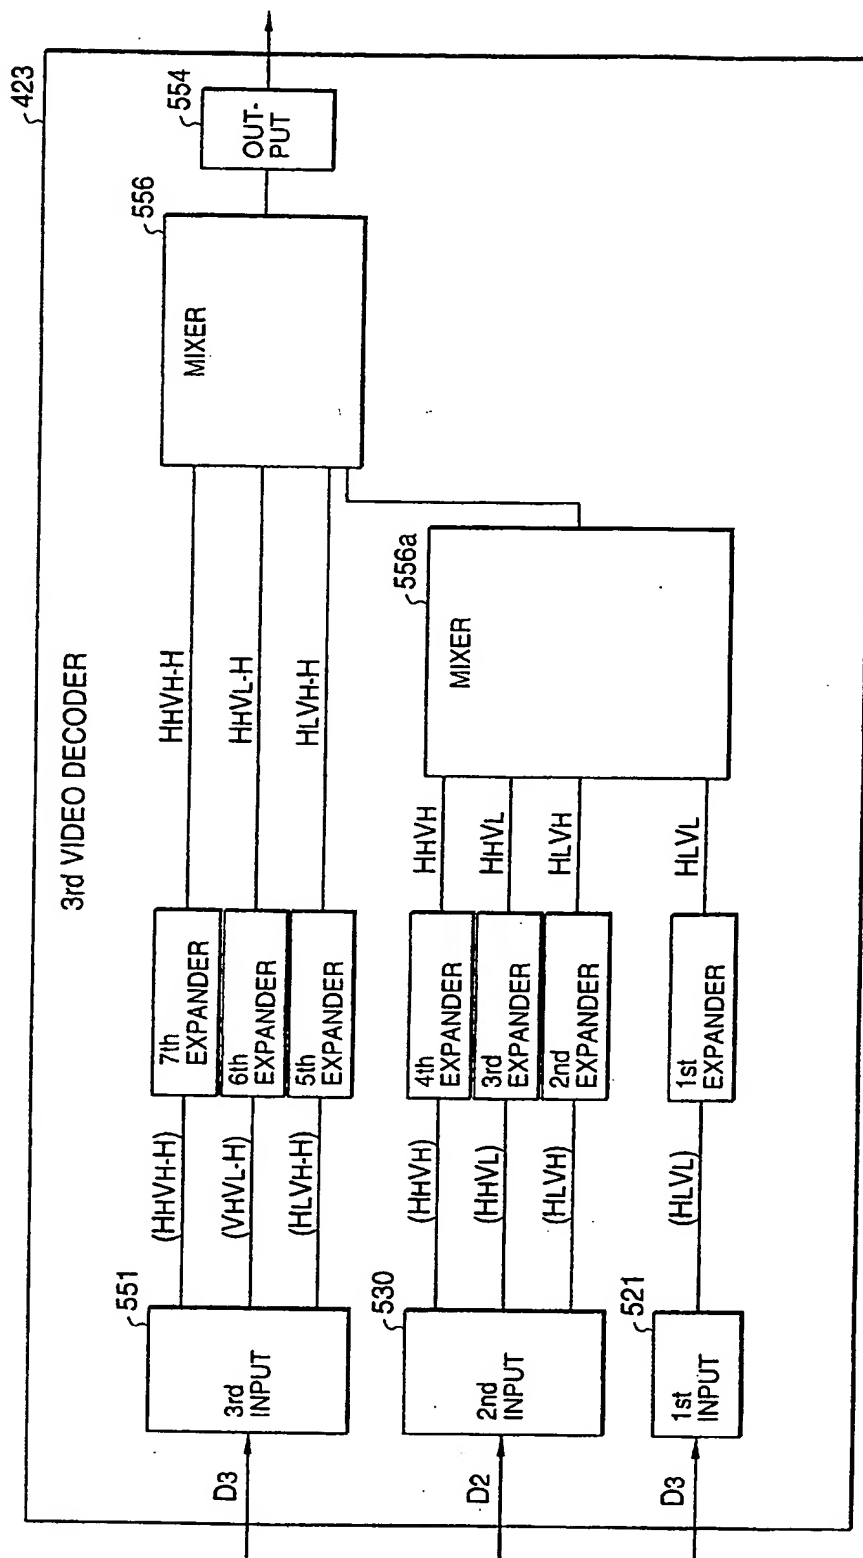 423
3rd VIDEO DECODER
D3
551
3rd
INPUT
(HHVH-H)
(VHVL-H)
(HLVH-H)
7th
EXPANDER
6th
EXPANDER
5th
EXPANDER
HHVH-H
HHVL-H
HLVH-H
556
MIXER
554
OUT-
PUT
D2
530
2nd
INPUT
(HHVH)
(HHVL)
(HLVH)
4th
EXPANDER
3rd
EXPANDER
2nd
EXPANDER
HHVH
HHVL
HLVH
556a
MIXER
D3
521
1st
INPUT
(HLVL)
1st
EXPANDER
HLVL